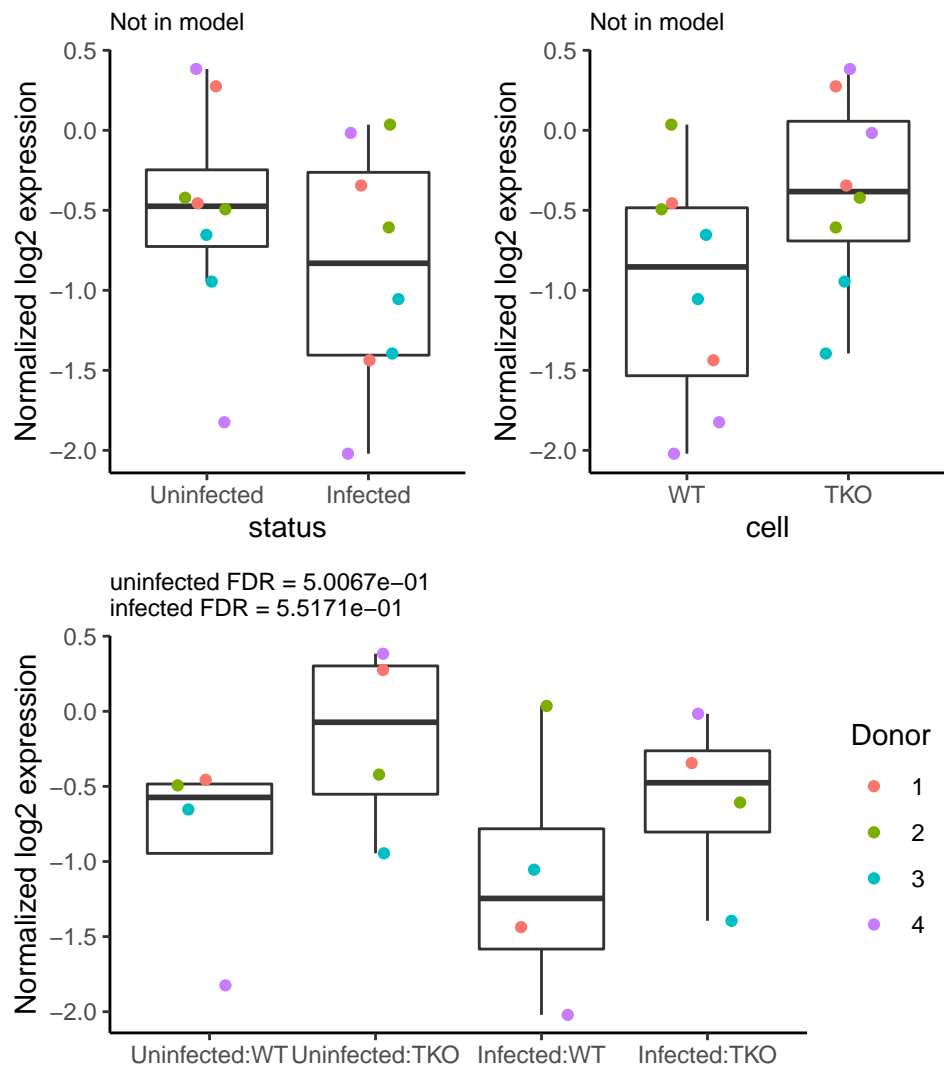 Not in model
Normalized log2 expression
0.5
0.0
−0.5
−1.0
−1.5
−2.0
Uninfected Infected
status
Not in model
Normalized log2 expression
0.5
0.0
−0.5
−1.0
−1.5
−2.0
WT TKO
cell
uninfected FDR = 5.0067e−01
infected FDR = 5.5171e−01
Normalized log2 expression
0.5
0.0
−0.5
−1.0
−1.5
−2.0
Uninfected:WT Uninfected:TKO Infected:WT Infected:TKO
Donor
1
2
3
4